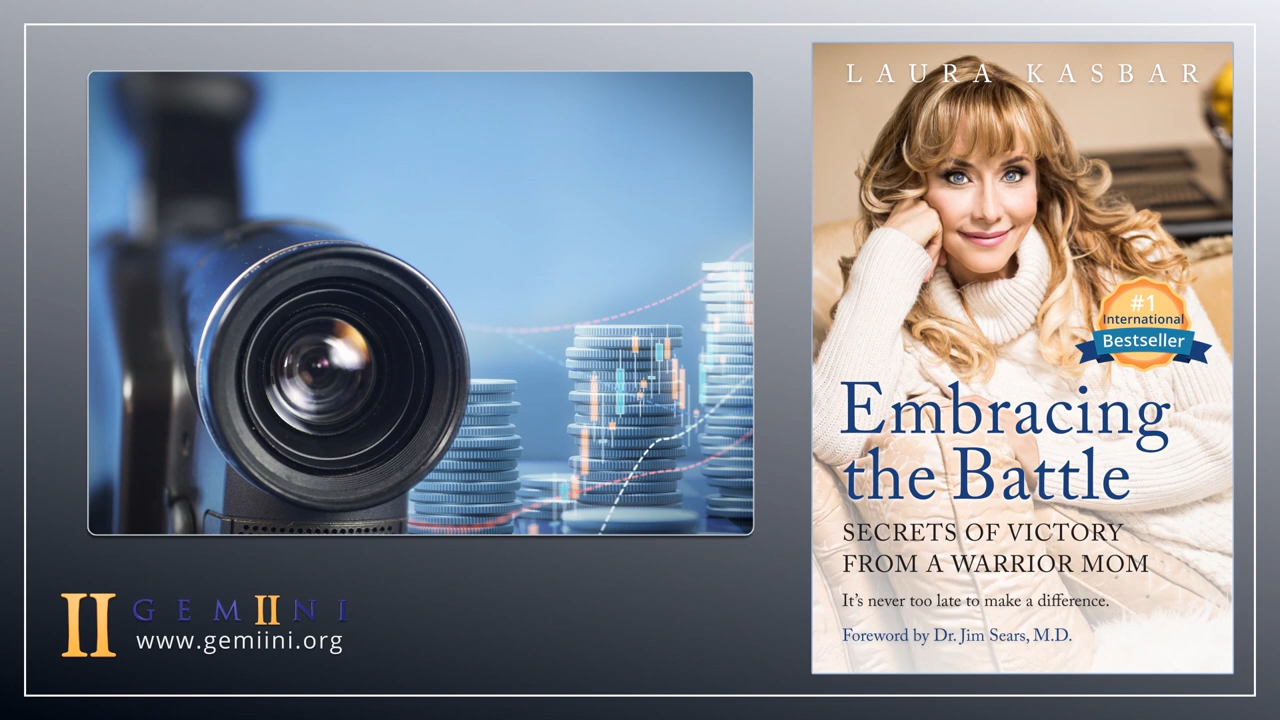 LAURA KASBAR
#1
International
Bestseller
Embracing
the Battle
SECRETS OF VICTORY
FROM A WARRIOR MOM
It's never too late to make a difference.
Foreword by Dr. Jim Sears, M.D.
II GEMIINI
www.gemiini.org